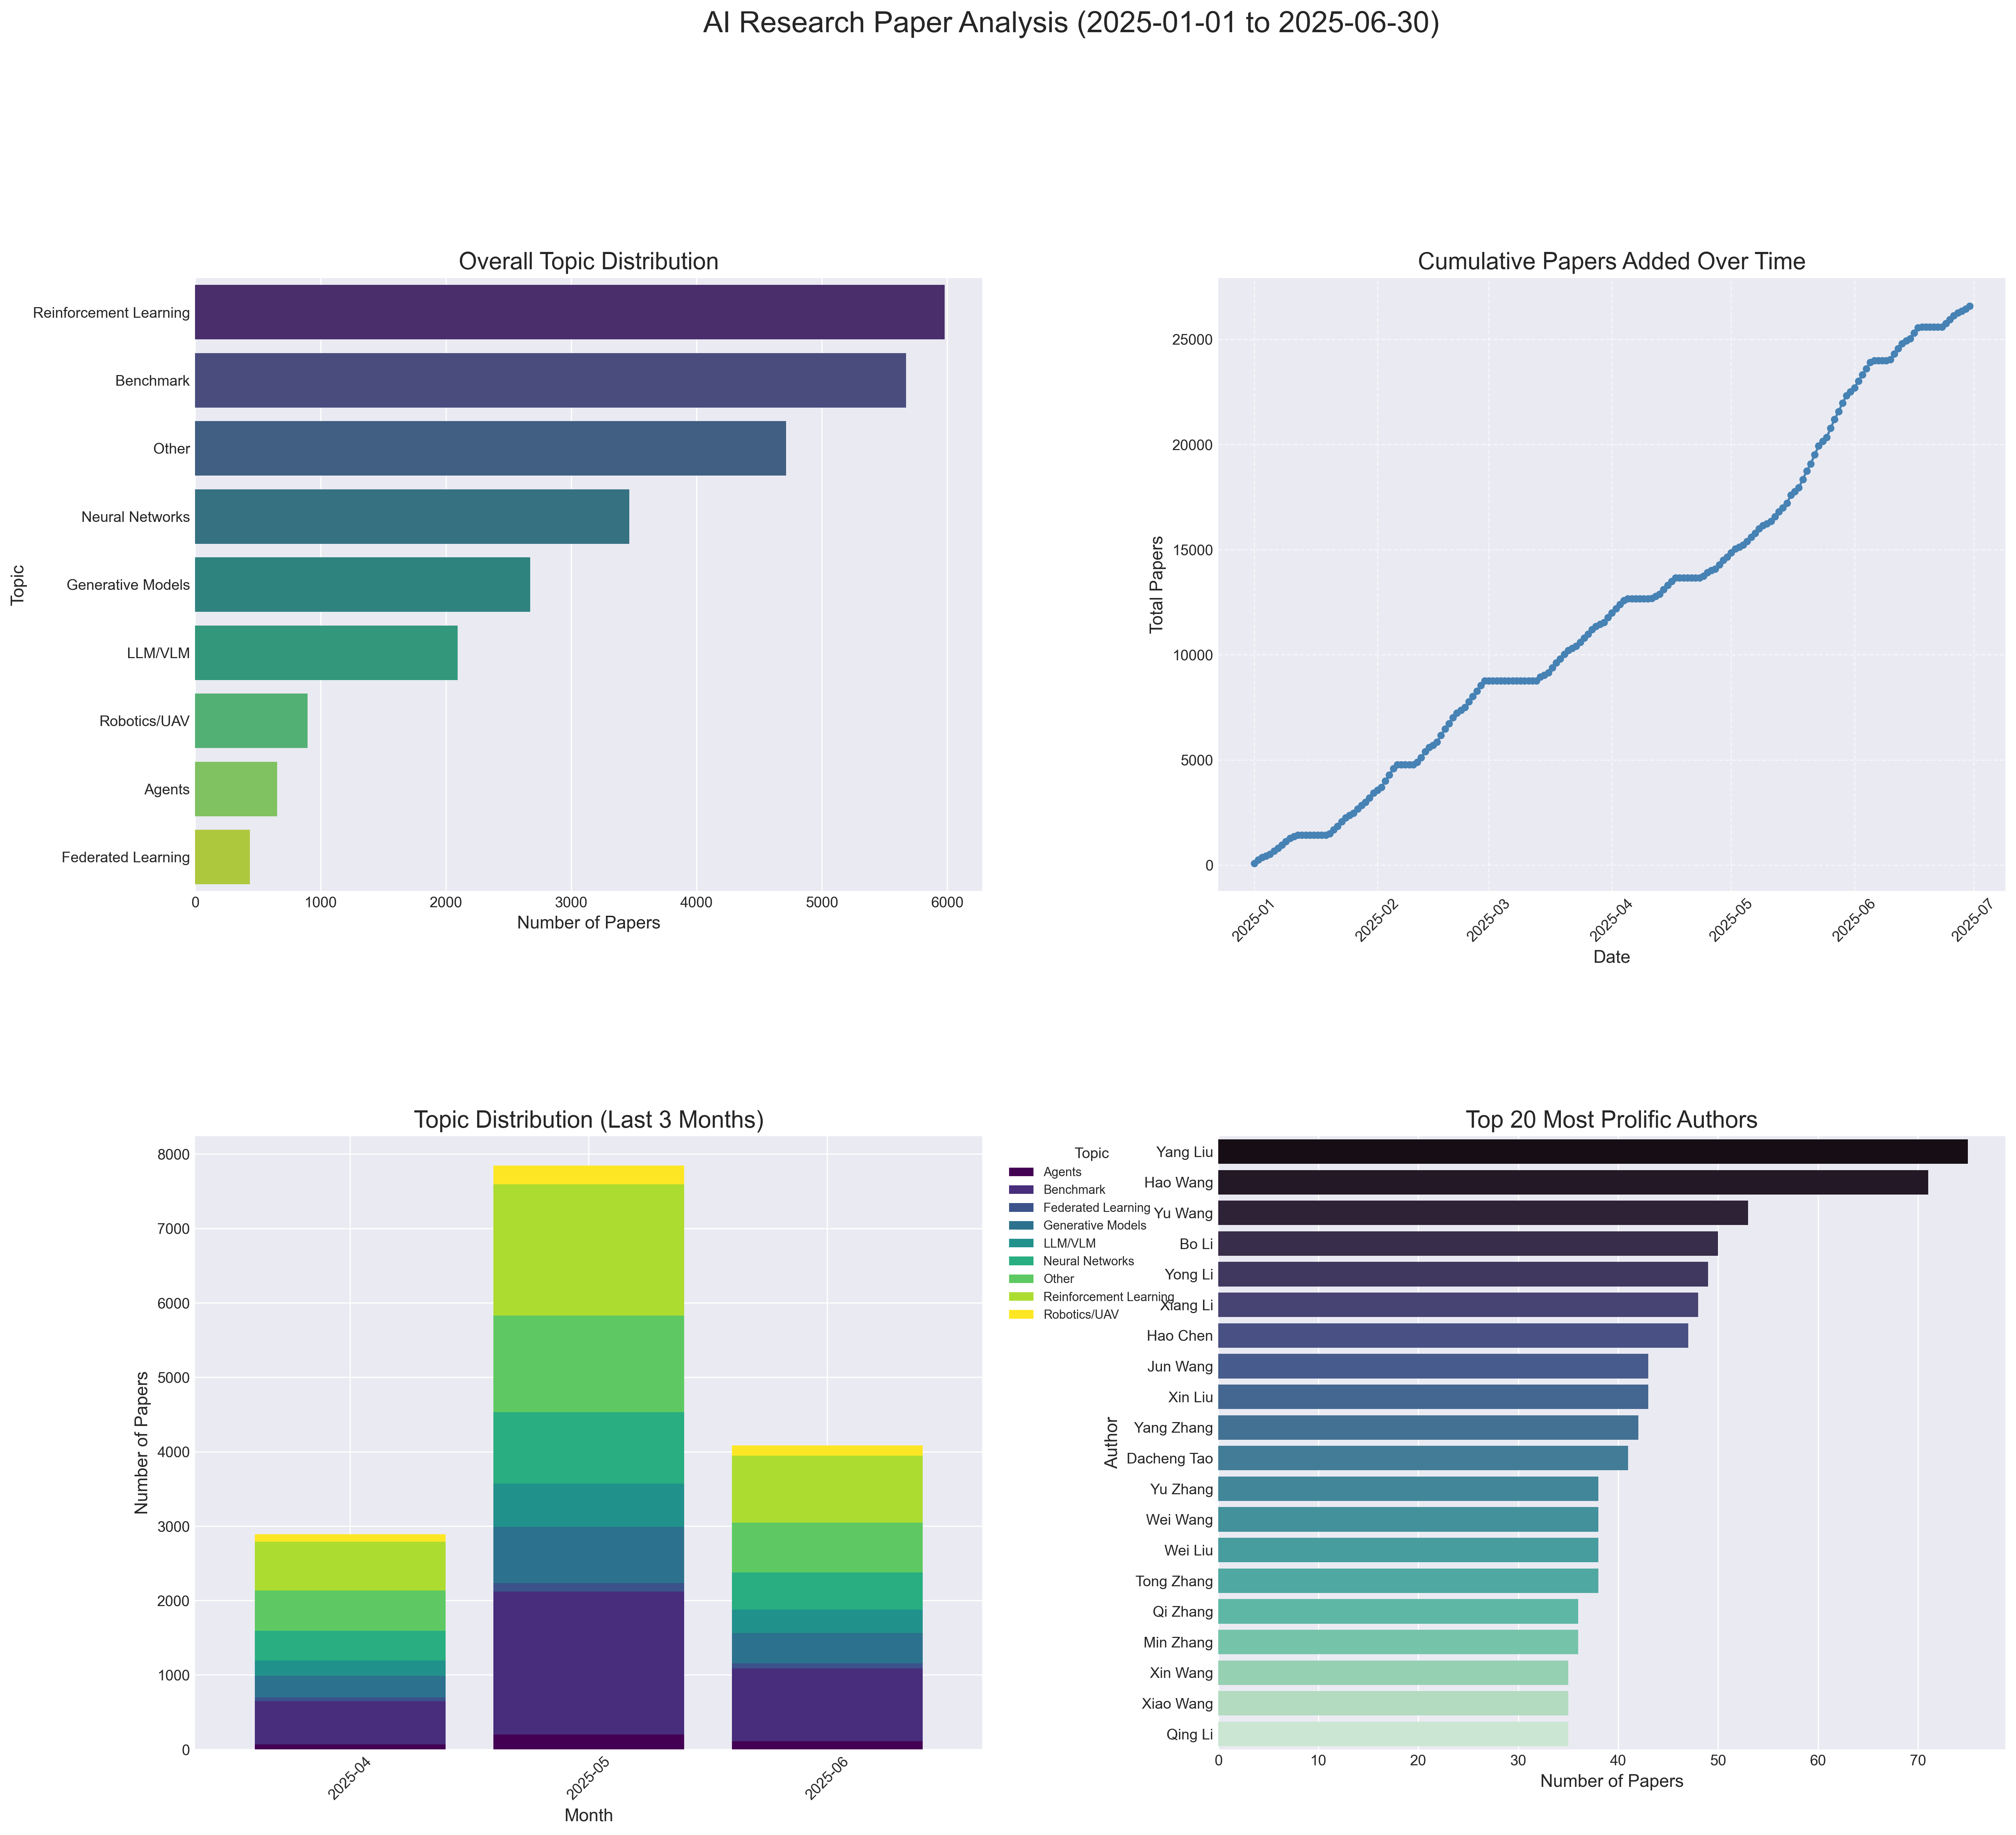 AI Research Paper Analysis (2025-01-01 to 2025-06-30)
Overall Topic Distribution
Topic
Reinforcement Learning
Benchmark
Other
Neural Networks
Generative Models
LLM/VLM
Robotics/UAV
Agents
Federated Learning
0 1000 2000 3000 4000 5000 6000
Number of Papers
Cumulative Papers Added Over Time
Total Papers
25000
20000
15000
10000
5000
0
2025-01 2025-02 2025-03 2025-04 2025-05 2025-06 2025-07
Date
Topic Distribution (Last 3 Months)
Number of Papers
8000
7000
6000
5000
4000
3000
2000
1000
0
2025-04 2025-05 2025-06
Month
Topic
Agents
Benchmark
Federated Learning
Generative Models
LLM/VLM
Neural Networks
Other
Reinforcement Learning
Robotics/UAV
Top 20 Most Prolific Authors
Author
Yang Liu
Hao Wang
Yu Wang
Bo Li
Yong Li
Xiang Li
Hao Chen
Jun Wang
Xin Liu
Yang Zhang
Dacheng Tao
Yu Zhang
Wei Wang
Wei Liu
Tong Zhang
Qi Zhang
Min Zhang
Xin Wang
Xiao Wang
Qing Li
0 10 20 30 40 50 60 70
Number of Papers